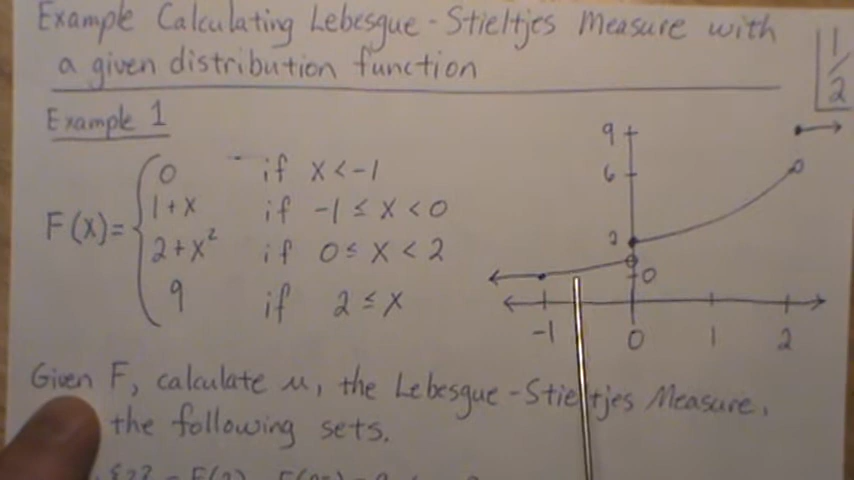 Example Calculating Lebesgue-Stieltjes Measure with
a given distribution function
1/2
Example 1
F(x)=
0 if x<-1
1+x if -1≤x<0
2+x² if 0≤x<2
9 if 2≤x
9
6
2
0
-1 0 1 2
Given F, calculate μ, the Lebesgue-Stieltjes Measure,
the following sets.